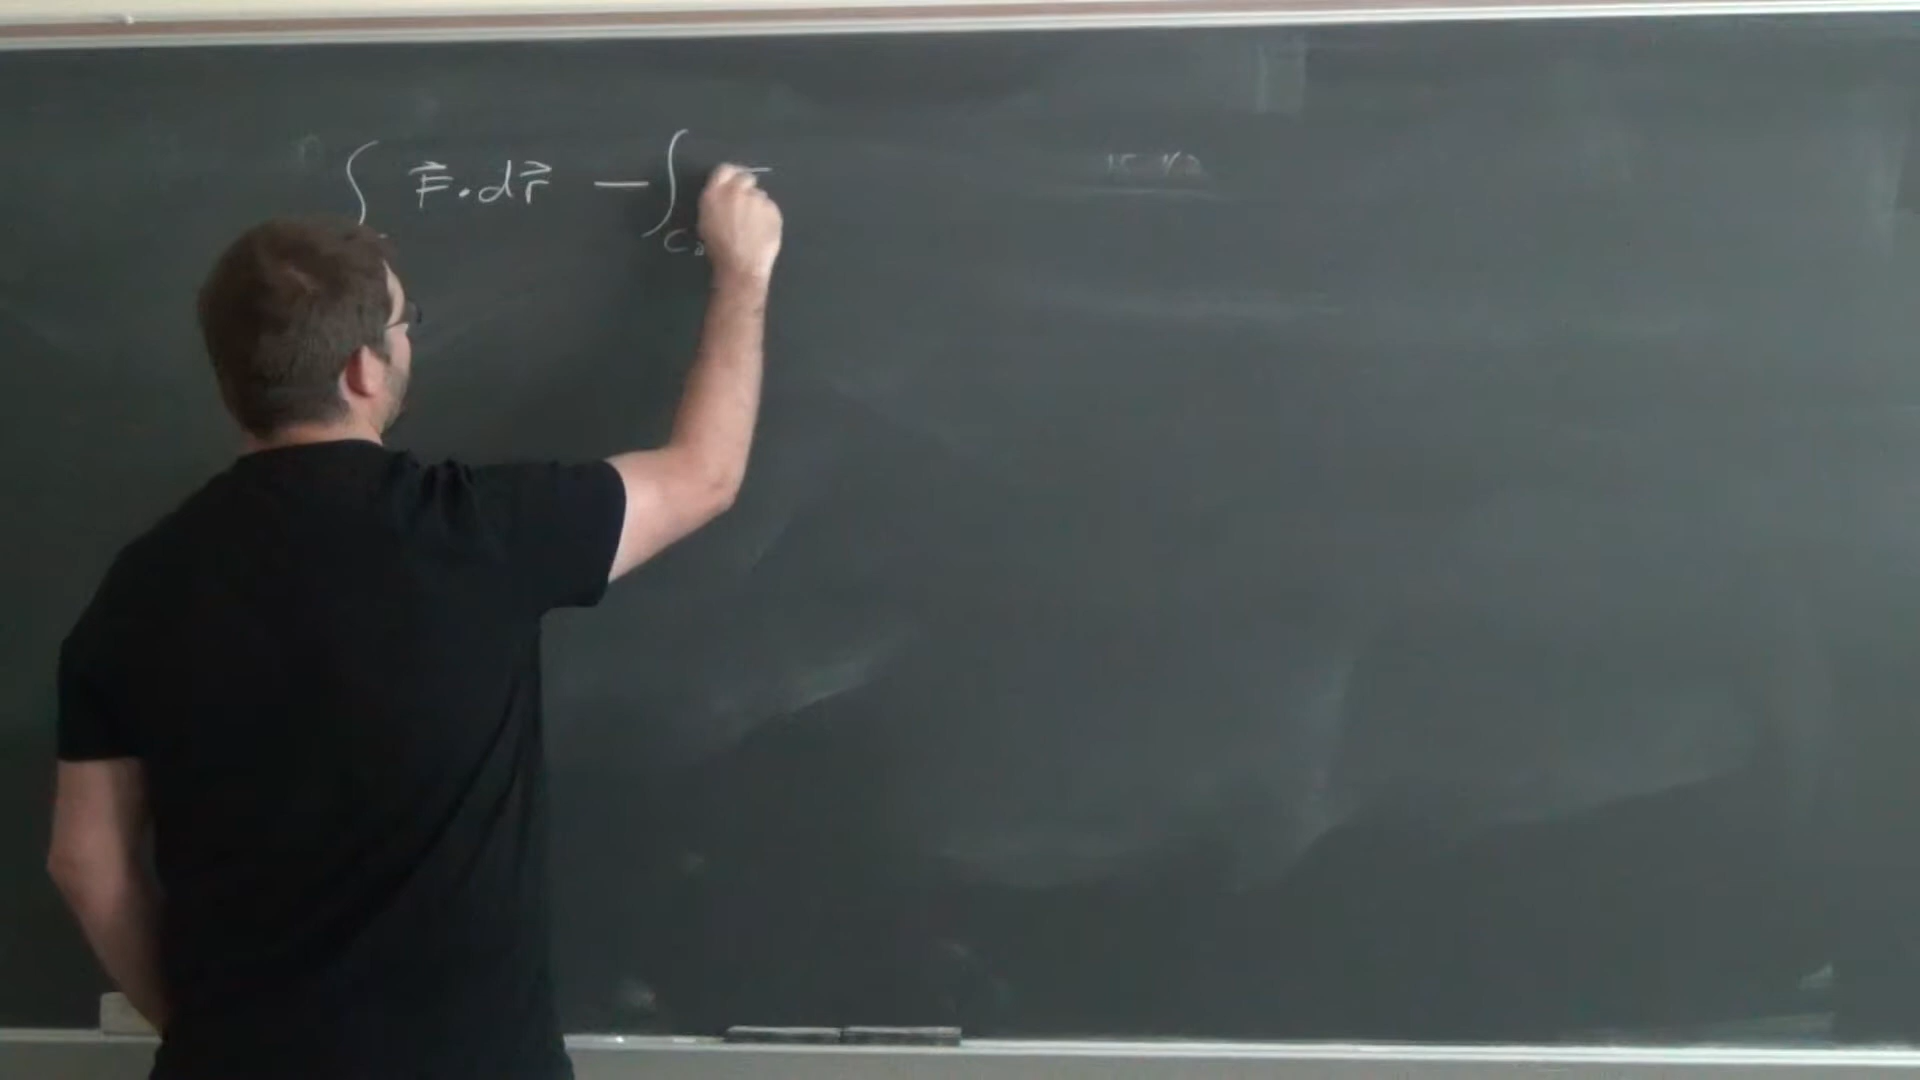 ∫ F⃗ · dr⃗ − ∫_C₂